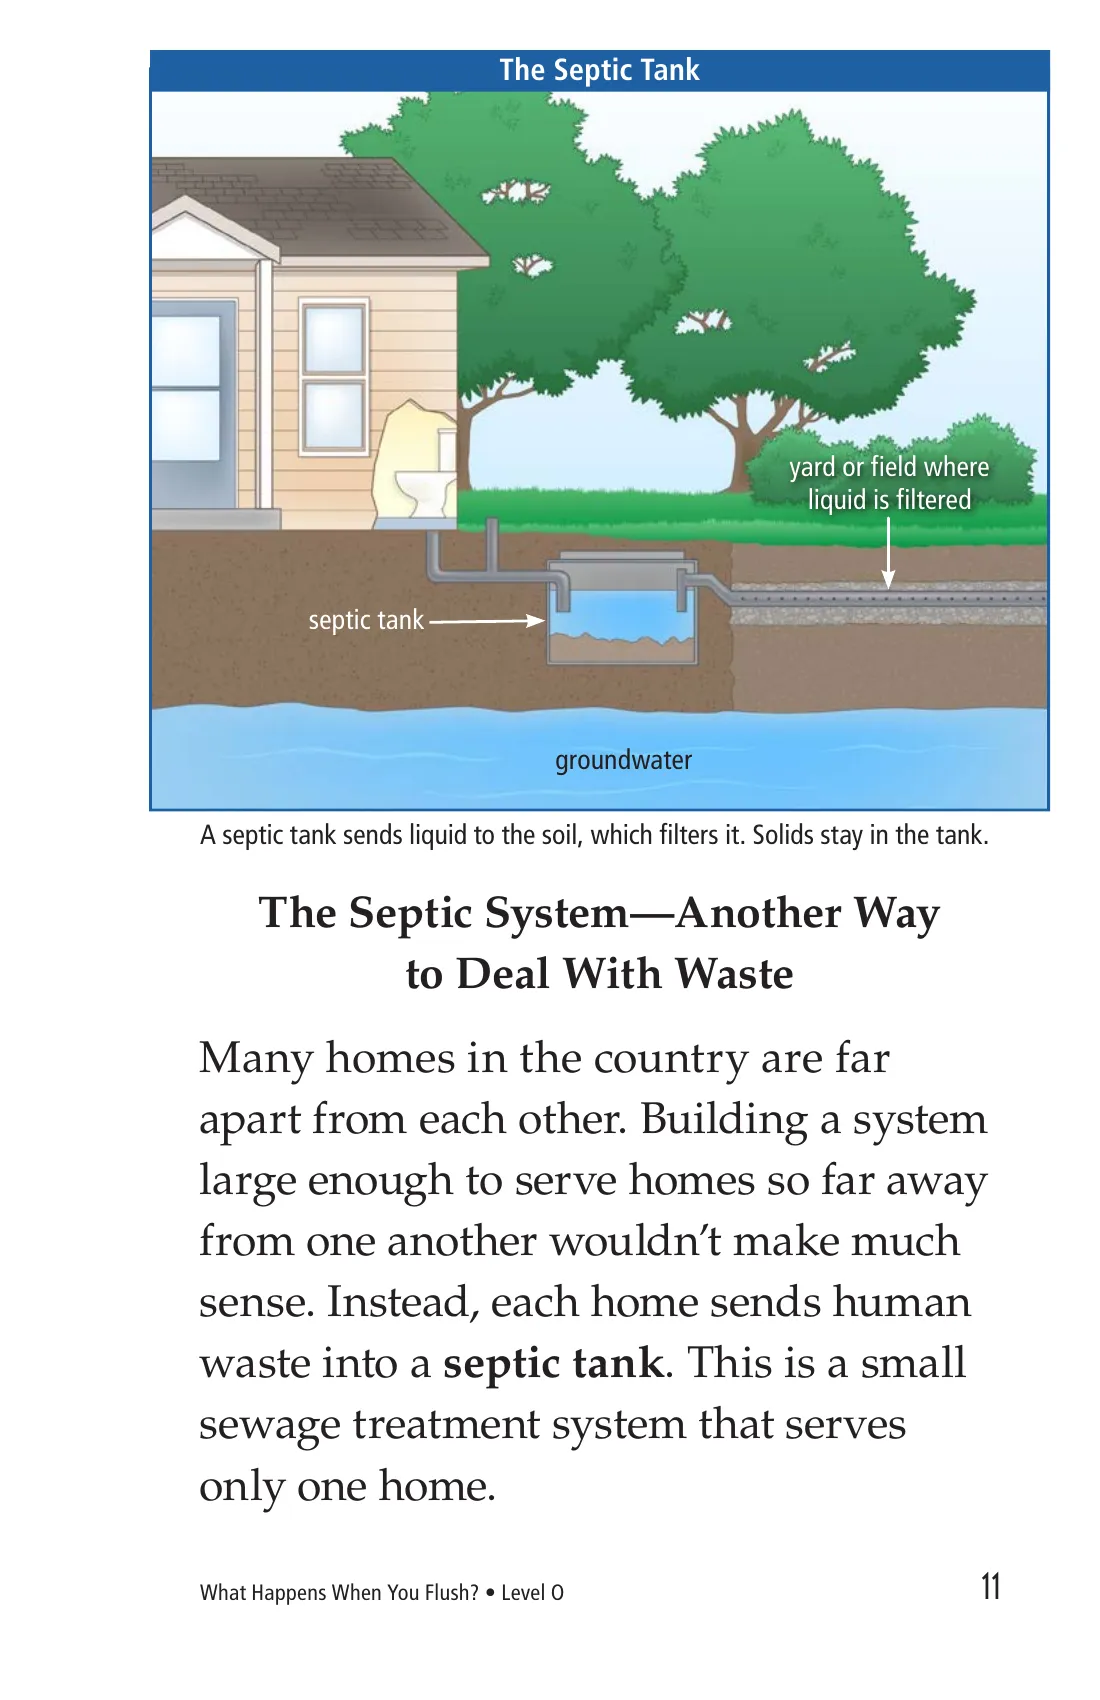 The Septic Tank
yard or field where
liquid is filtered
septic tank
groundwater
A septic tank sends liquid to the soil, which filters it. Solids stay in the tank.
The Septic System—Another Way
to Deal With Waste
Many homes in the country are far
apart from each other. Building a system
large enough to serve homes so far away
from one another wouldn’t make much
sense. Instead, each home sends human
waste into a septic tank. This is a small
sewage treatment system that serves
only one home.
What Happens When You Flush? • Level O
11